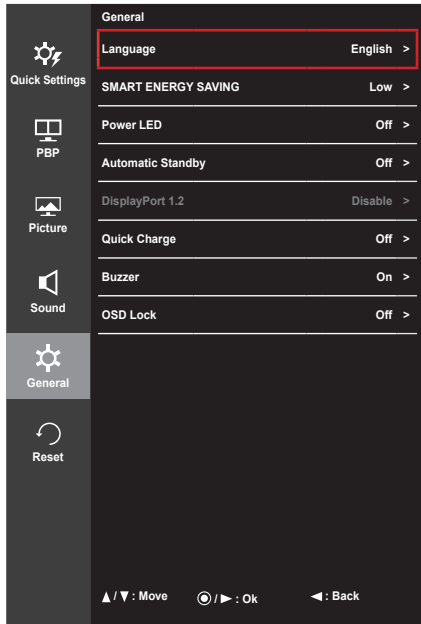 General
Quick Settings
PBP
Picture
Sound
General
Reset
Language English >
SMART ENERGY SAVING Low >
Power LED Off >
Automatic Standby Off >
DisplayPort 1.2 Disable >
Quick Charge Off >
Buzzer On >
OSD Lock Off >
▲/▼: Move ◉/►: Ok ◄: Back